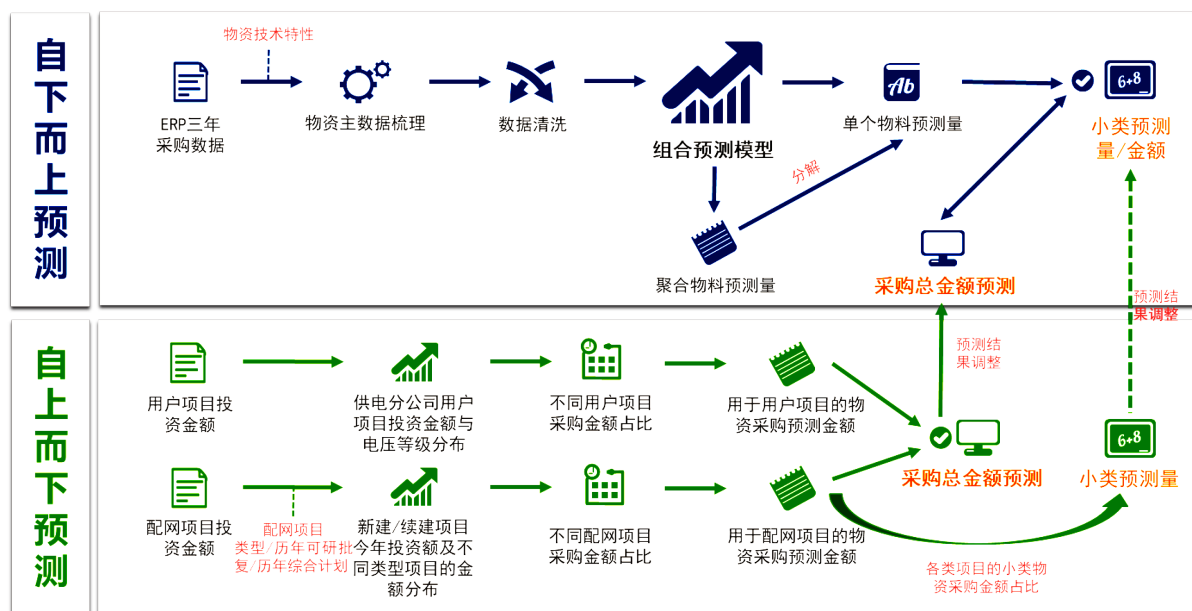 自下而上预测
物资技术特性
ERP三年
采购数据
物资主数据梳理
数据清洗
组合预测模型
分解
聚合物料预测量
Ab
单个物料预测量
6+8
小类预测
量/金额
采购总金额预测
预测结
果调整
自上而下预测
用户项目投
资金额
供电分公司用户
项目投资金额与
电压等级分布
不同用户项目
采购金额占比
用于用户项目的物
资采购预测金额
预测结
果调整
采购总金额预测
6+8
小类预测量
配网项目投
资金额
配网项目
类型/历年可研批
复/历年综合计划
新建/续建项目
今年投资额及不
同类型项目的金
额分布
不同配网项目
采购金额占比
用于配网项目的物
资采购预测金额
各类项目的小类物
资采购金额占比